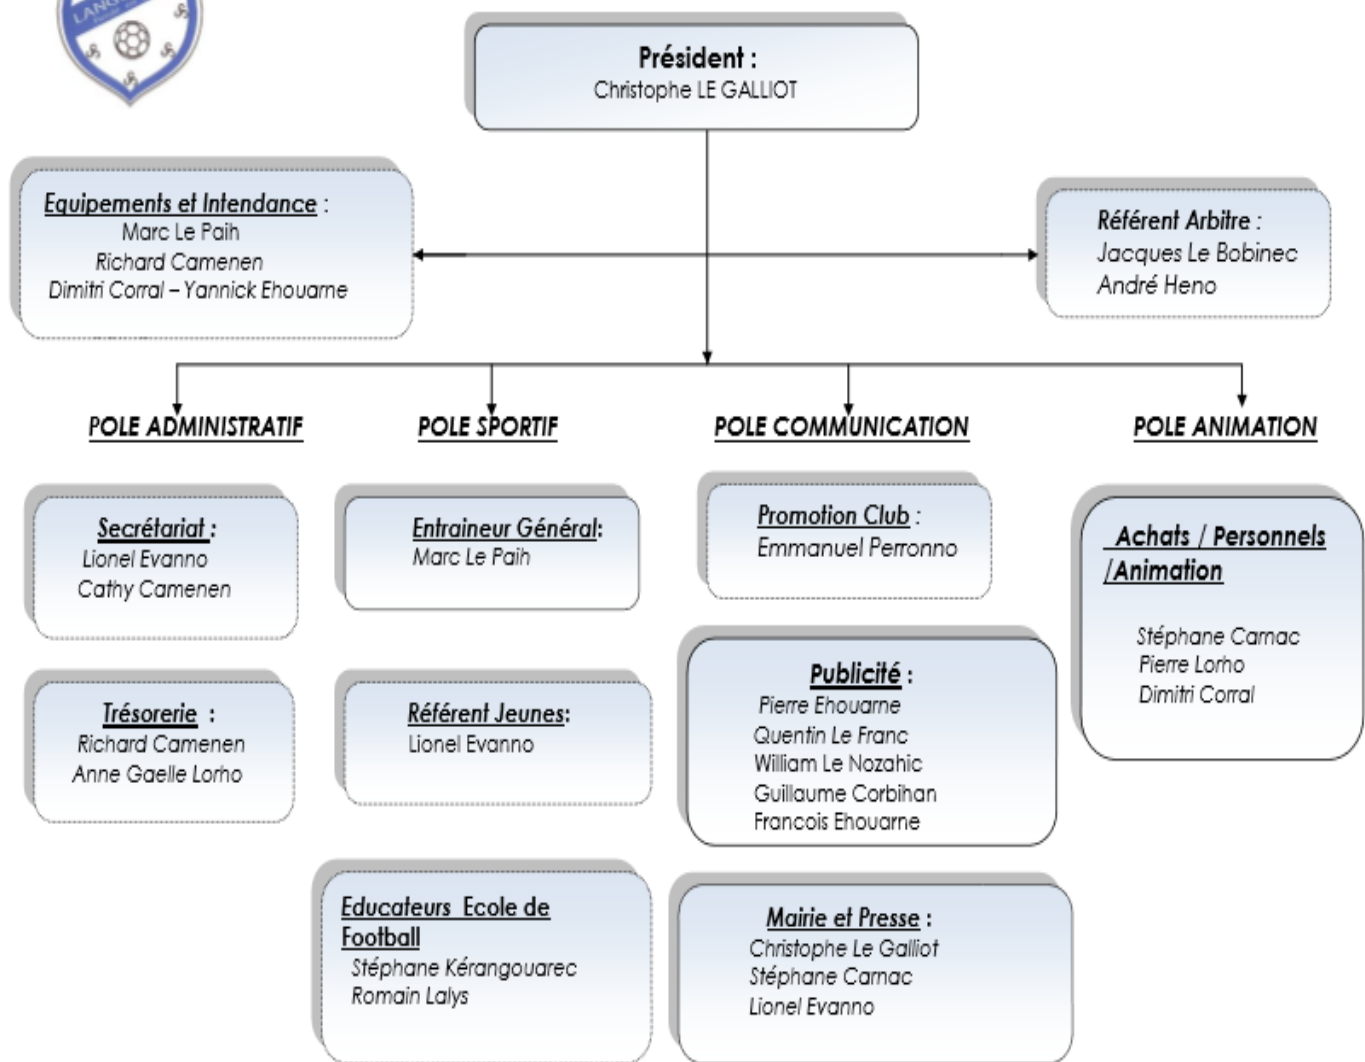 LANG
Président :
Christophe LE GALLIOT
Equipements et Intendance :
Marc Le Paih
Richard Camenen
Dimitri Corral – Yannick Ehouarne
Référent Arbitre :
Jacques Le Bobinec
André Heno
POLE ADMINISTRATIF
POLE SPORTIF
POLE COMMUNICATION
POLE ANIMATION
Secrétariat :
Lionel Evanno
Cathy Camenen
Trésorerie :
Richard Camenen
Anne Gaelle Lorho
Entraineur Général:
Marc Le Paih
Référent Jeunes:
Lionel Evanno
Educateurs Ecole de
Football
Stéphane Kérangouarec
Romain Lalys
Promotion Club :
Emmanuel Perronno
Publicité :
Pierre Ehouarne
Quentin Le Franc
William Le Nozahic
Guillaume Corbihan
Francois Ehouarne
Mairie et Presse :
Christophe Le Galliot
Stéphane Carnac
Lionel Evanno
Achats / Personnels
/Animation
Stéphane Carnac
Pierre Lorho
Dimitri Corral